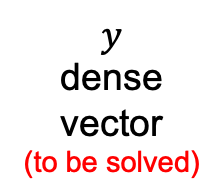 y
dense
vector
(to be solved)